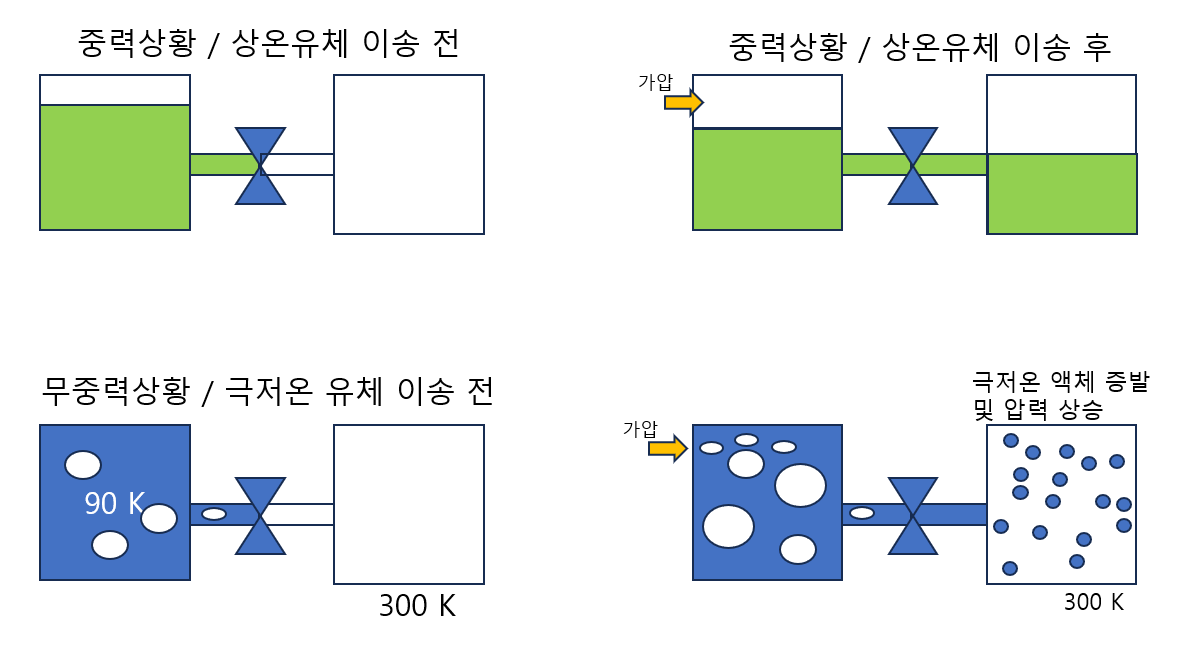 중력상황 / 상온유체 이송 전
중력상황 / 상온유체 이송 후
가압
무중력상황 / 극저온 유체 이송 전
90 K
300 K
극저온 액체 증발
및 압력 상승
가압
300 K